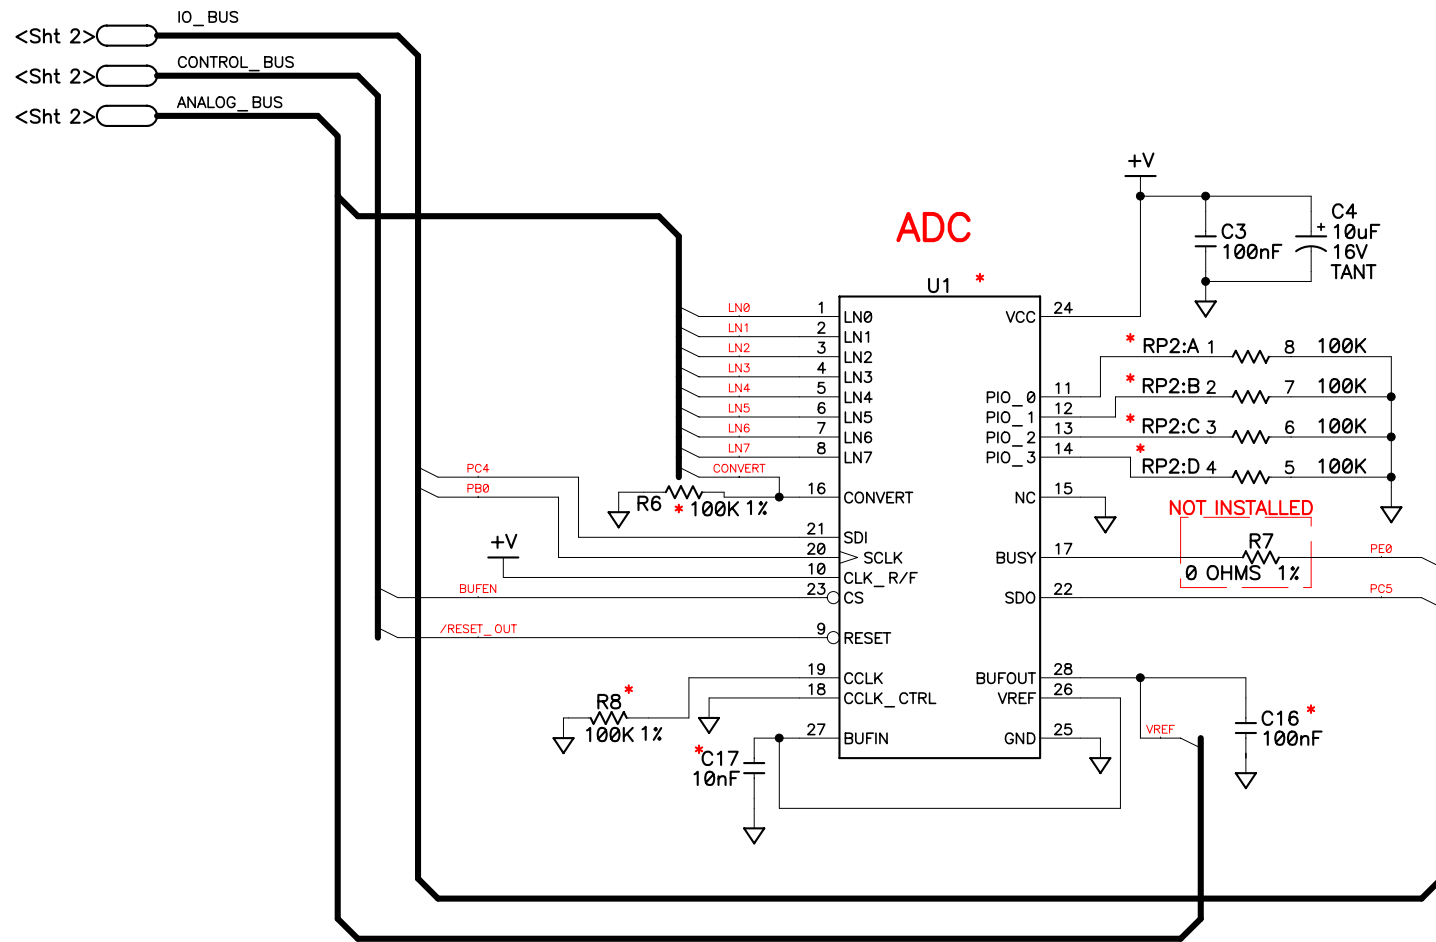 <Sht 2> IO_BUS
<Sht 2> CONTROL_BUS
<Sht 2> ANALOG_BUS
+V
C3
100nF
+ C4
10uF
16V
TANT
ADC
U1 *
LN0 1 LN0
LN1 2 LN1
LN2 3 LN2
LN3 4 LN3
LN4 5 LN4
LN5 6 LN5
LN6 7 LN6
LN7 8 LN7
CONVERT 16 CONVERT
R6 * 100K 1%
PC4 21 SDI
PB0 20 SCLK
+V 10 CLK_R/F
BUFEN 23 CS
/RESET_OUT 9 RESET
19 CCLK
18 CCLK_CTRL
R8 *
100K 1%
27 BUFIN
* C17
10nF
VCC 24
* RP2:A 1 8 100K
PIO_0 11
* RP2:B 2 7 100K
PIO_1 12
* RP2:C 3 6 100K
PIO_2 13
* RP2:D 4 5 100K
PIO_3 14
NC 15
NOT INSTALLED
R7
0 OHMS 1%
BUSY 17 PE0
SDO 22 PC5
BUFOUT 28
VREF 26
GND 25
VREF
C16 *
100nF